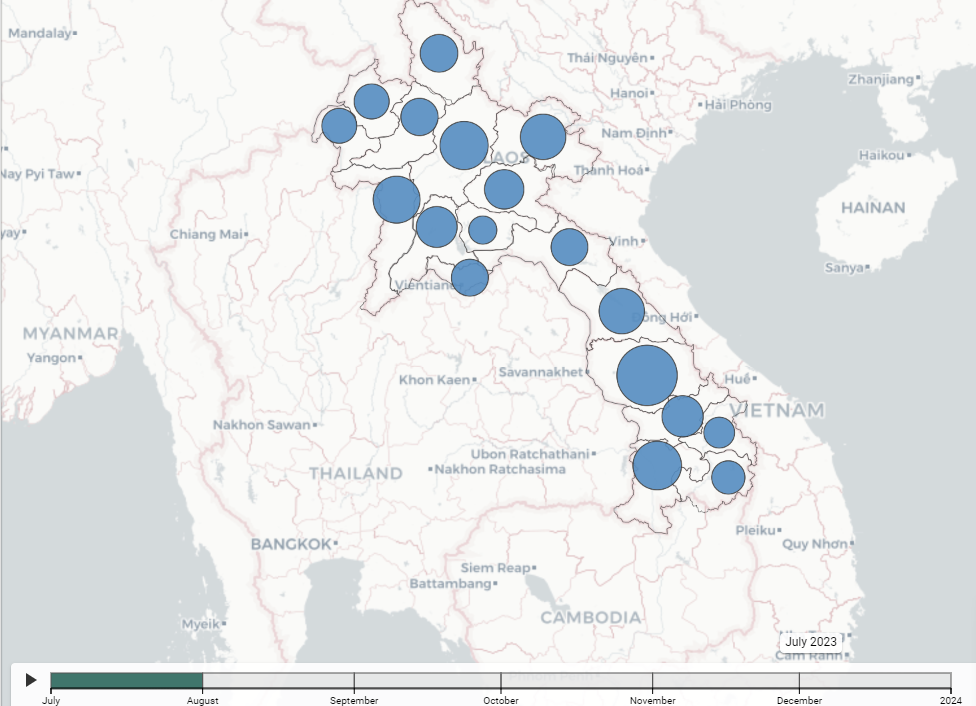 Mandalay
Thái Nguyên
Zhanjiang
Hanoi
Hải Phòng
Nam Định
LAOS
Haikou
Nay Pyi Taw
Thanh Hoá
HAINAN
yay
Chiang Mai
Vinh
Sanya
Vientiane
Đồng Hới
MYANMAR
Yangon
Khon Kaen
Savannakhet
Huế
VIETNAM
Nakhon Sawan
Ubon Ratchathani
THAILAND
Nakhon Ratchasima
Pleiku
BANGKOK
Quy Nhơn
Siem Reap
Battambang
CAMBODIA
Myeik
July 2023
Cam Ranh
July August September October November December 2024